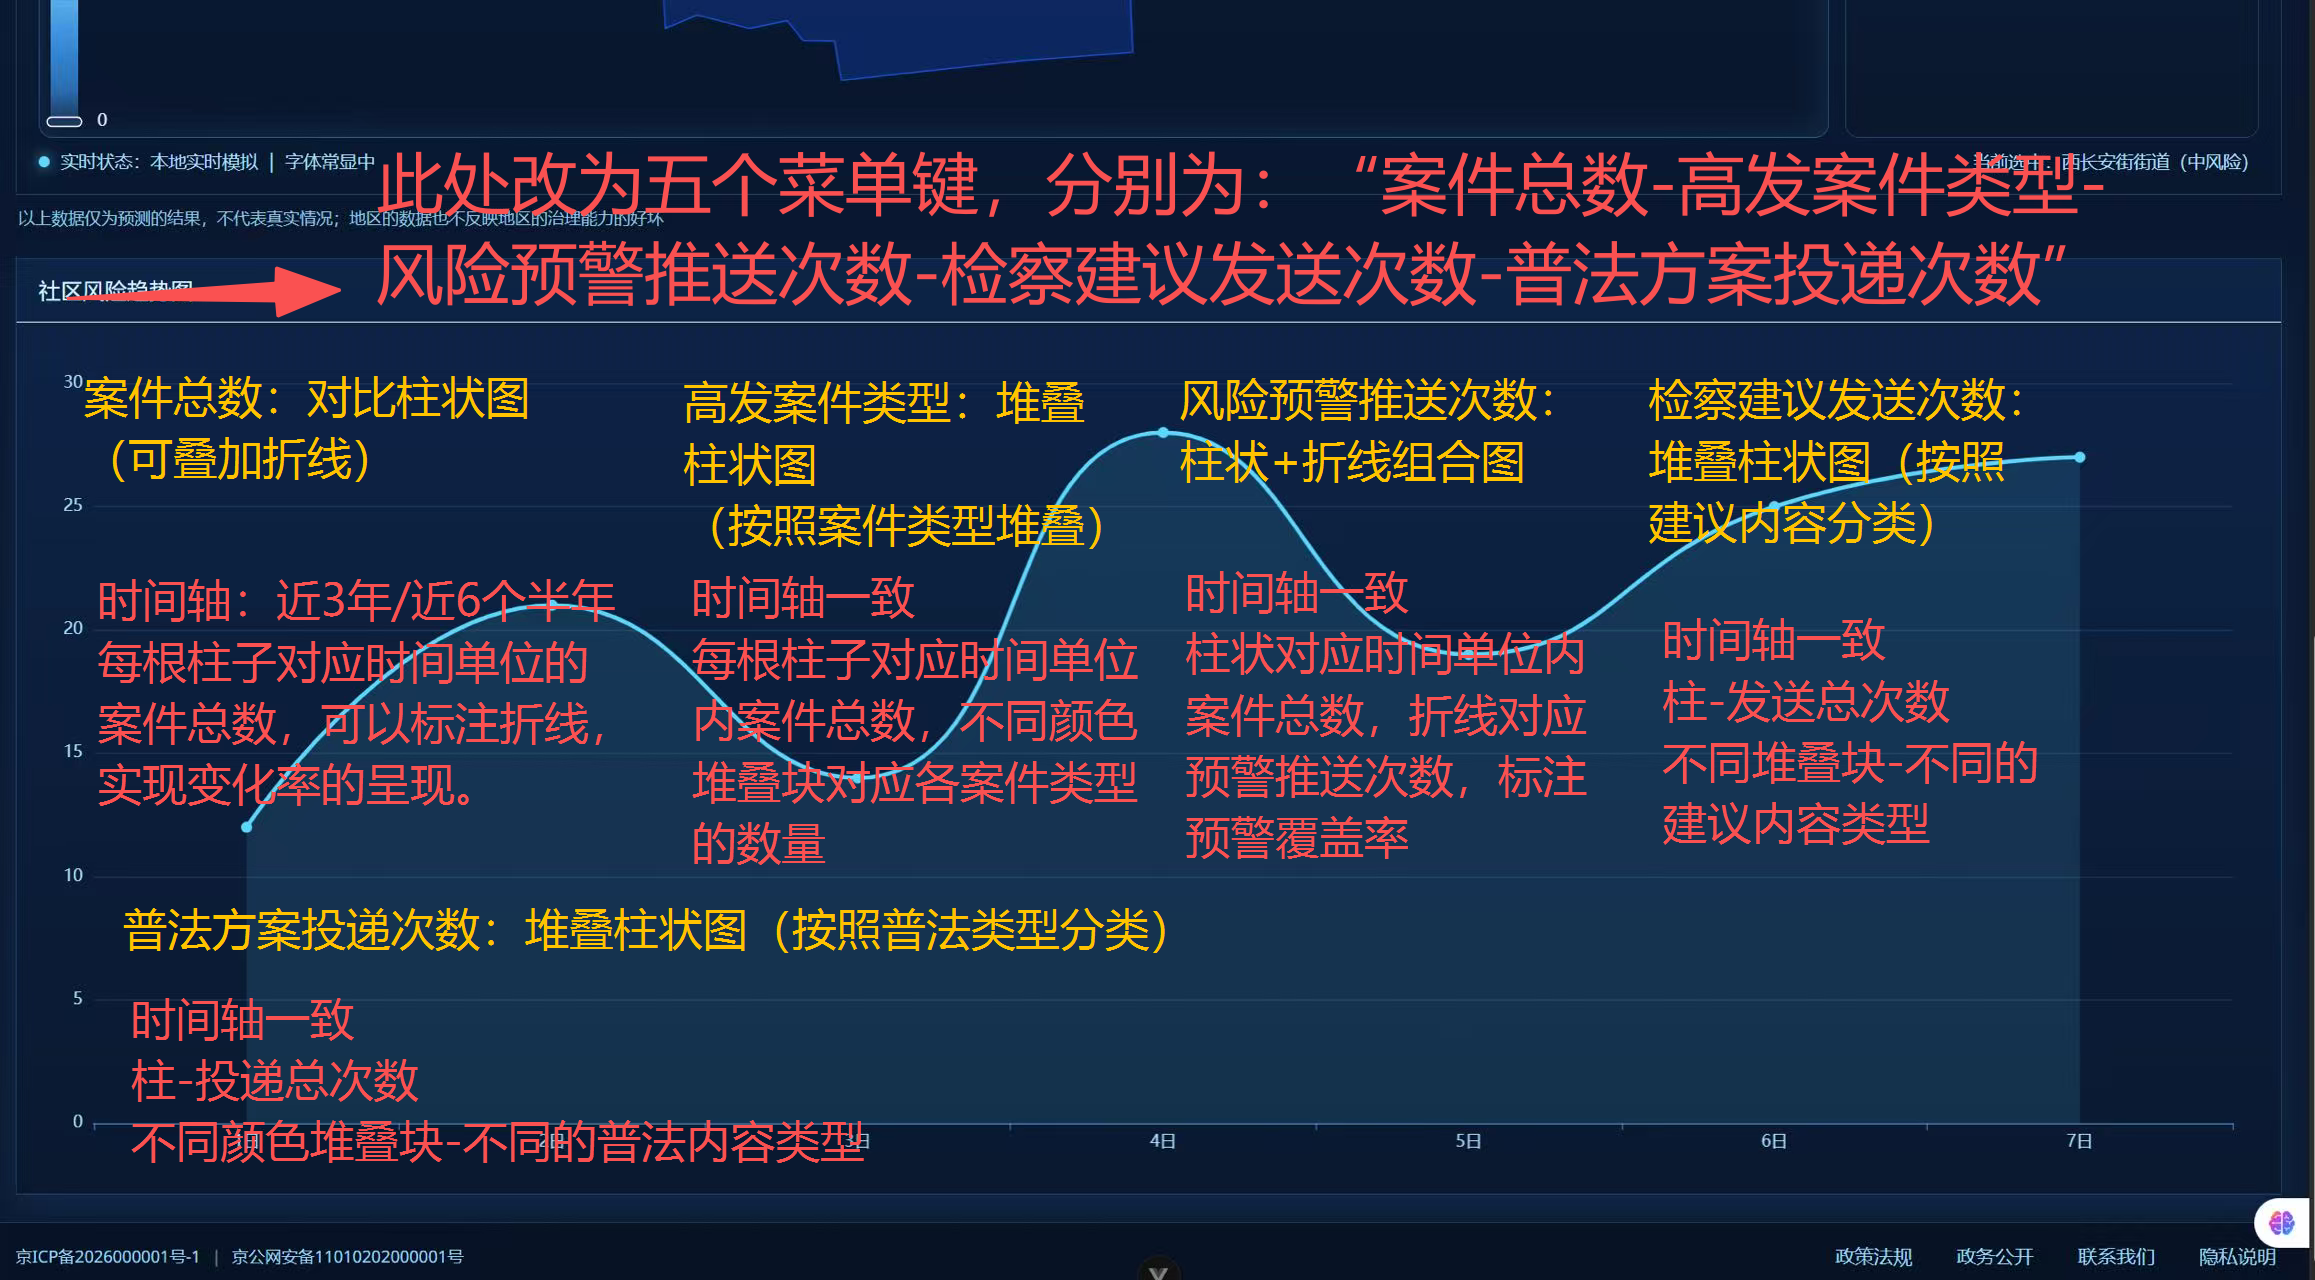 0
实时状态：本地实时模拟 | 字体常显中
当前选中：西长安街街道（中风险）
此处改为五个菜单键，分别为：“案件总数-高发案件类型-
以上数据仅为预测的结果，不代表真实情况；地区的数据也不反映地区的治理能力的好坏
风险预警推送次数-检察建议发送次数-普法方案投递次数”
社区风险趋势图
30
25
20
15
10
5
0
案件总数：对比柱状图
（可叠加折线）
时间轴：近3年/近6个半年
每根柱子对应时间单位的
案件总数，可以标注折线，
实现变化率的呈现。
高发案件类型：堆叠
柱状图
（按照案件类型堆叠）
时间轴一致
每根柱子对应时间单位
内案件总数，不同颜色
堆叠块对应各案件类型
的数量
风险预警推送次数：
柱状+折线组合图
时间轴一致
柱状对应时间单位内
案件总数，折线对应
预警推送次数，标注
预警覆盖率
检察建议发送次数：
堆叠柱状图（按照
建议内容分类）
时间轴一致
柱-发送总次数
不同堆叠块-不同的
建议内容类型
普法方案投递次数：堆叠柱状图（按照普法类型分类）
时间轴一致
柱-投递总次数
不同颜色堆叠块-不同的普法内容类型
1日
2日
3日
4日
5日
6日
7日
京ICP备2026000001号-1 | 京公网安备11010202000001号
政策法规
政务公开
联系我们
隐私说明